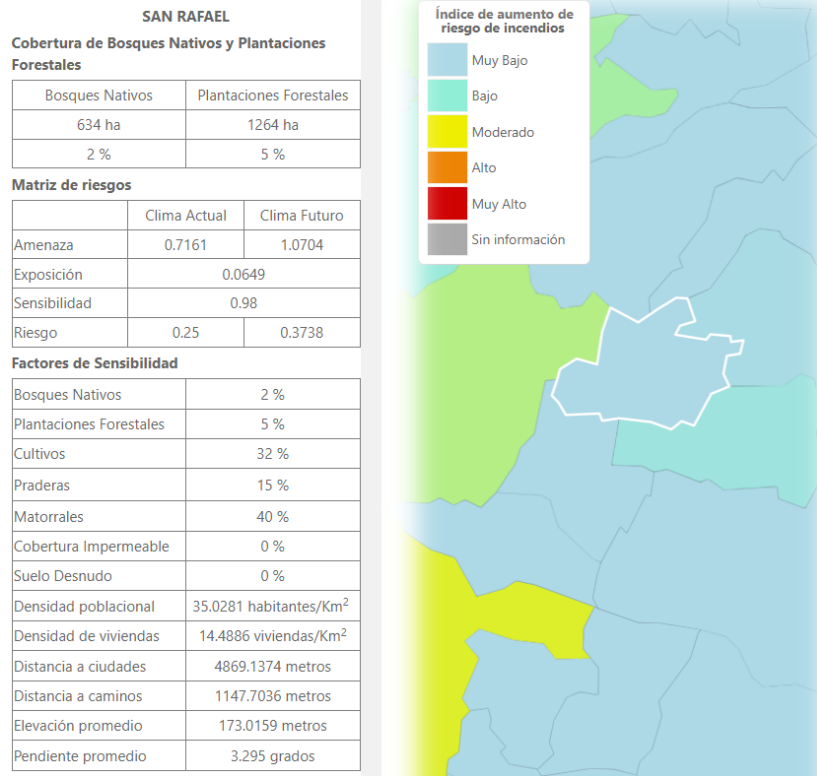 SAN RAFAEL
Cobertura de Bosques Nativos y Plantaciones
Forestales
Bosques Nativos Plantaciones Forestales
634 ha 1264 ha
2 % 5 %
Matriz de riesgos
Clima Actual Clima Futuro
Amenaza 0.7161 1.0704
Exposición 0.0649
Sensibilidad 0.98
Riesgo 0.25 0.3738
Factores de Sensibilidad
Bosques Nativos 2 %
Plantaciones Forestales 5 %
Cultivos 32 %
Praderas 15 %
Matorrales 40 %
Cobertura Impermeable 0 %
Suelo Desnudo 0 %
Densidad poblacional 35.0281 habitantes/Km²
Densidad de viviendas 14.4886 viviendas/Km²
Distancia a ciudades 4869.1374 metros
Distancia a caminos 1147.7036 metros
Elevación promedio 173.0159 metros
Pendiente promedio 3.295 grados
Índice de aumento de
riesgo de incendios
Muy Bajo
Bajo
Moderado
Alto
Muy Alto
Sin información